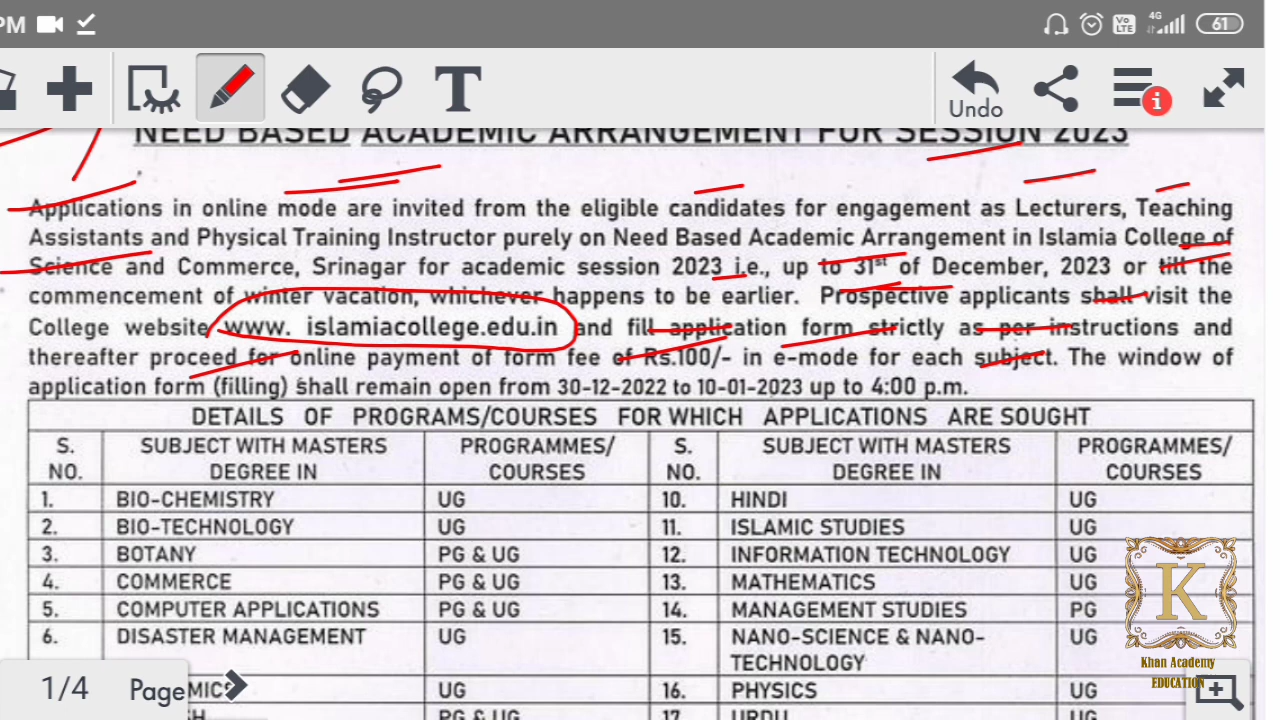 PM
Vo LTE
4G
61
T
Undo
NEED BASED ACADEMIC ARRANGEMENT FOR SESSION 2023
Applications in online mode are invited from the eligible candidates for engagement as Lecturers, Teaching
Assistants and Physical Training Instructor purely on Need Based Academic Arrangement in Islamia College of
Science and Commerce, Srinagar for academic session 2023 i.e., up to 31st of December, 2023 or till the
commencement of winter vacation, whichever happens to be earlier. Prospective applicants shall visit the
College website www. islamiacollege.edu.in and fill application form strictly as per instructions and
thereafter proceed for online payment of form fee of Rs.100/- in e-mode for each subject. The window of
application form (filling) shall remain open from 30-12-2022 to 10-01-2023 up to 4:00 p.m.
DETAILS OF PROGRAMS/COURSES FOR WHICH APPLICATIONS ARE SOUGHT
S. NO. SUBJECT WITH MASTERS DEGREE IN PROGRAMMES/ COURSES S. NO. SUBJECT WITH MASTERS DEGREE IN PROGRAMMES/ COURSES
1. BIO-CHEMISTRY UG 10. HINDI UG
2. BIO-TECHNOLOGY UG 11. ISLAMIC STUDIES UG
3. BOTANY PG & UG 12. INFORMATION TECHNOLOGY UG
4. COMMERCE PG & UG 13. MATHEMATICS UG
5. COMPUTER APPLICATIONS PG & UG 14. MANAGEMENT STUDIES PG
6. DISASTER MANAGEMENT UG 15. NANO-SCIENCE & NANO- UG
TECHNOLOGY
UG 16. PHYSICS UG
PG & UG 17. URDU UG
1/4 Page
K
Khan Academy
EDUCATION